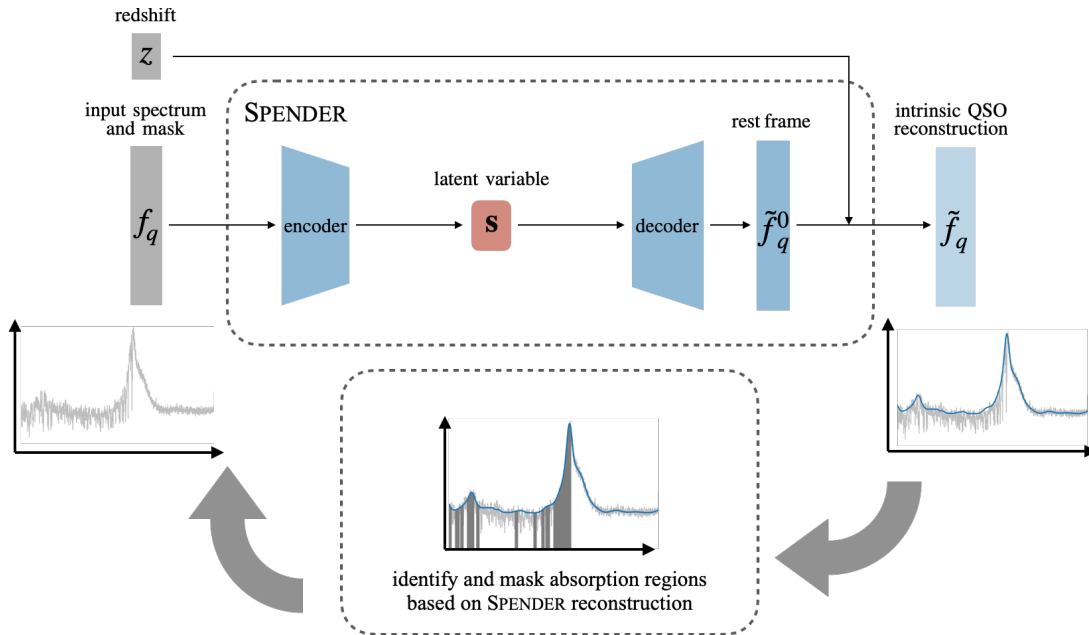 redshift
z
input spectrum
and mask
f_q
SPENDER
encoder
latent variable
s
decoder
rest frame
f̃_q^0
intrinsic QSO
reconstruction
f̃_q
identify and mask absorption regions
based on SPENDER reconstruction